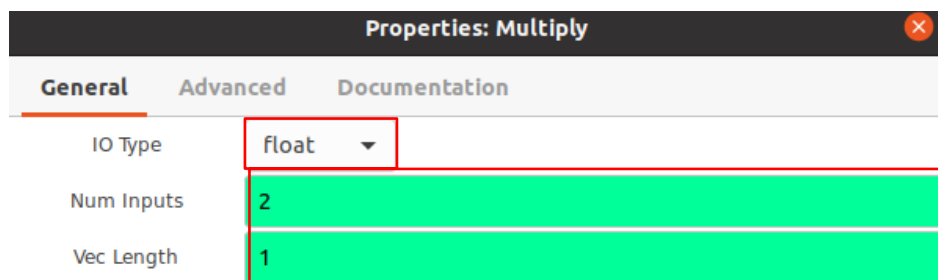 Properties: Multiply
General Advanced Documentation
IO Type float
Num Inputs 2
Vec Length 1